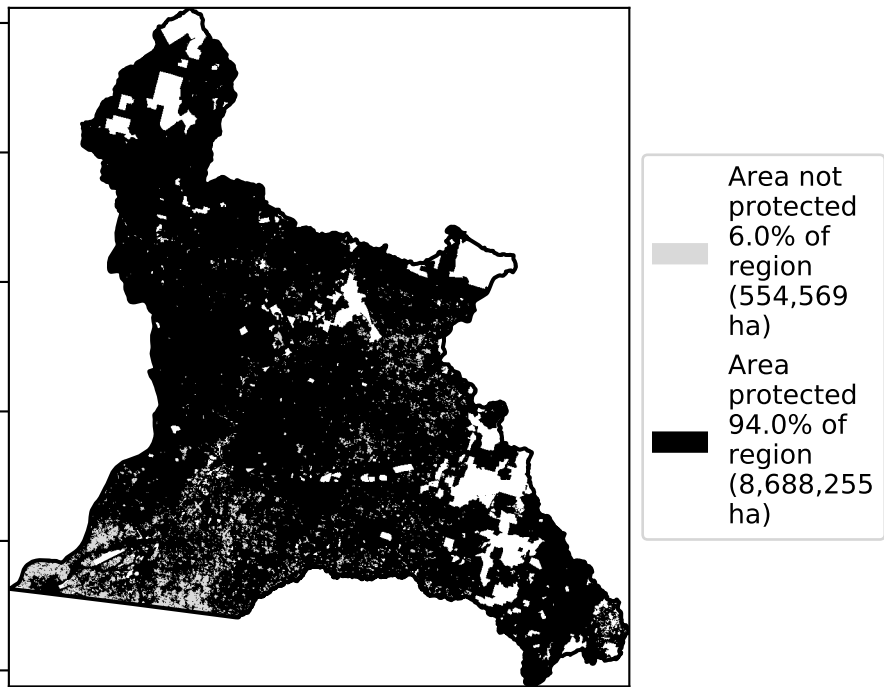 Area not
protected
6.0% of
region
(554,569
ha)
Area
protected
94.0% of
region
(8,688,255
ha)